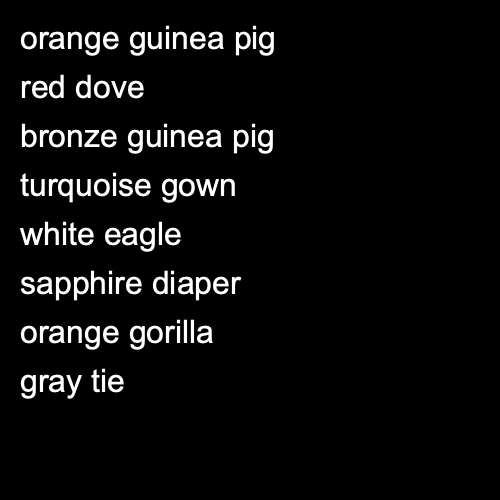 orange guinea pig
red dove
bronze guinea pig
turquoise gown
white eagle
sapphire diaper
orange gorilla
gray tie